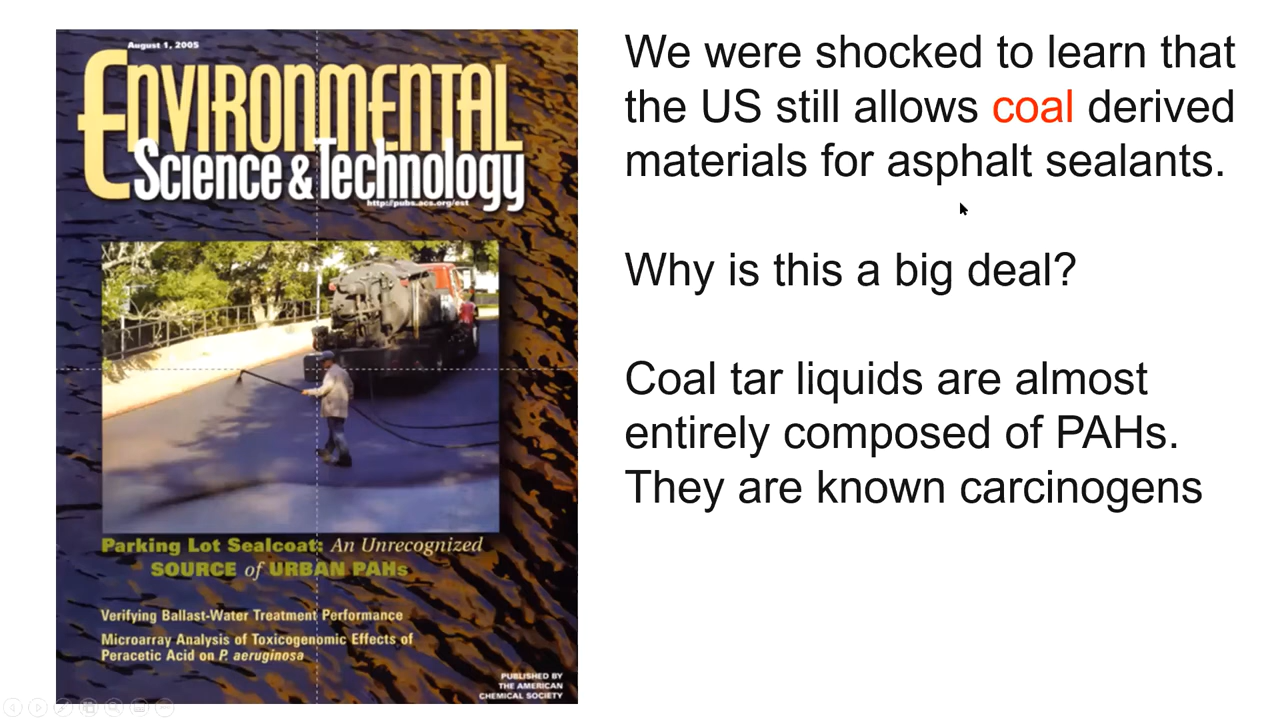 August 1, 2005
ENVIRONMENTAL
Science & Technology
http://pubs.acs.org/est
Parking Lot Sealcoat: An Unrecognized
SOURCE of URBAN PAHs
Verifying Ballast-Water Treatment Performance
Microarray Analysis of Toxicogenomic Effects of
Peracetic Acid on P. aeruginosa
PUBLISHED BY
THE AMERICAN
CHEMICAL SOCIETY
We were shocked to learn that
the US still allows coal derived
materials for asphalt sealants.
Why is this a big deal?
Coal tar liquids are almost
entirely composed of PAHs.
They are known carcinogens